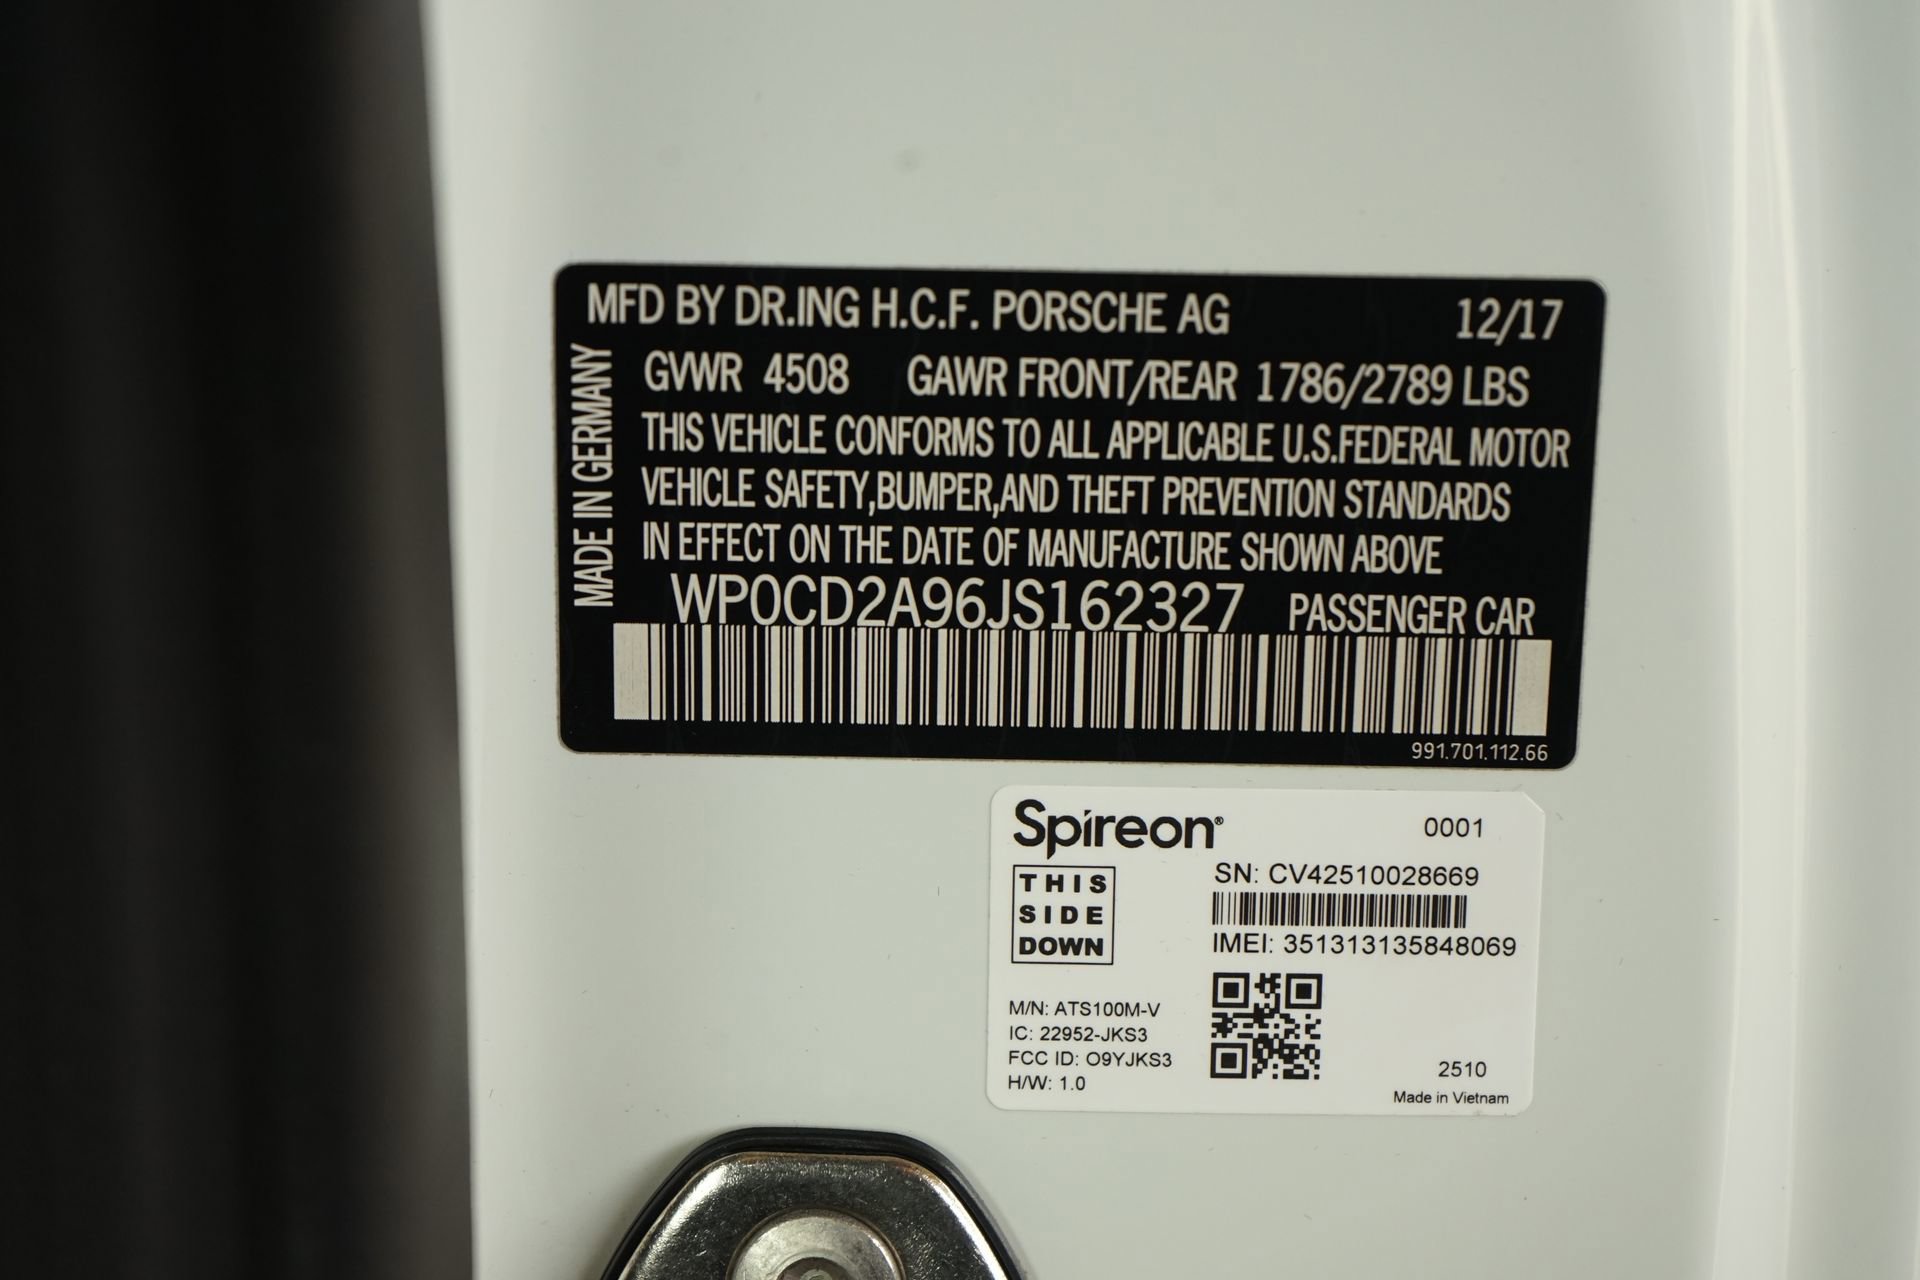 MFD BY DR.ING H.C.F. PORSCHE AG 12/17
MADE IN GERMANY
GVWR 4508 GAWR FRONT/REAR 1786/2789 LBS
THIS VEHICLE CONFORMS TO ALL APPLICABLE U.S.FEDERAL MOTOR
VEHICLE SAFETY,BUMPER,AND THEFT PREVENTION STANDARDS
IN EFFECT ON THE DATE OF MANUFACTURE SHOWN ABOVE
WP0CD2A96JS162327 PASSENGER CAR
991.701.112.66
Spireon® 0001
THIS
SIDE
DOWN
SN: CV42510028669
IMEI: 351313135848069
M/N: ATS100M-V
IC: 22952-JKS3
FCC ID: O9YJKS3
H/W: 1.0
2510
Made in Vietnam